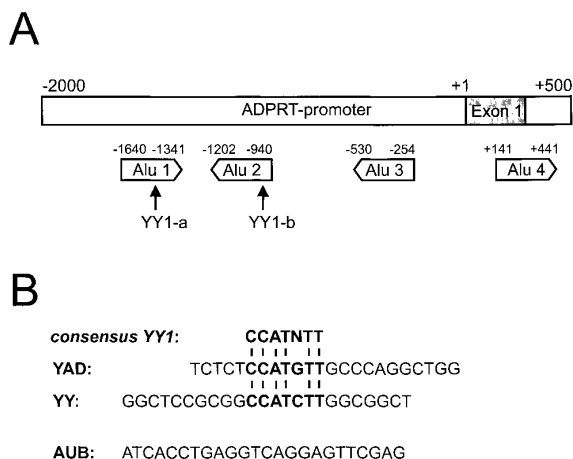 A
-2000 +1 +500
ADPRT-promoter Exon 1
-1640 -1341 -1202 -940 -530 -254 +141 +441
Alu 1 Alu 2 Alu 3 Alu 4
YY1-a YY1-b
B
consensus YY1: CCATNTT
YAD: TCTCTCCATGTTGCCCAGGCTGG
YY: GGCTCCGCGGCCATCTTGGCGGCT
AUB: ATCACCTGAGGTCAGGAGTTCGAG